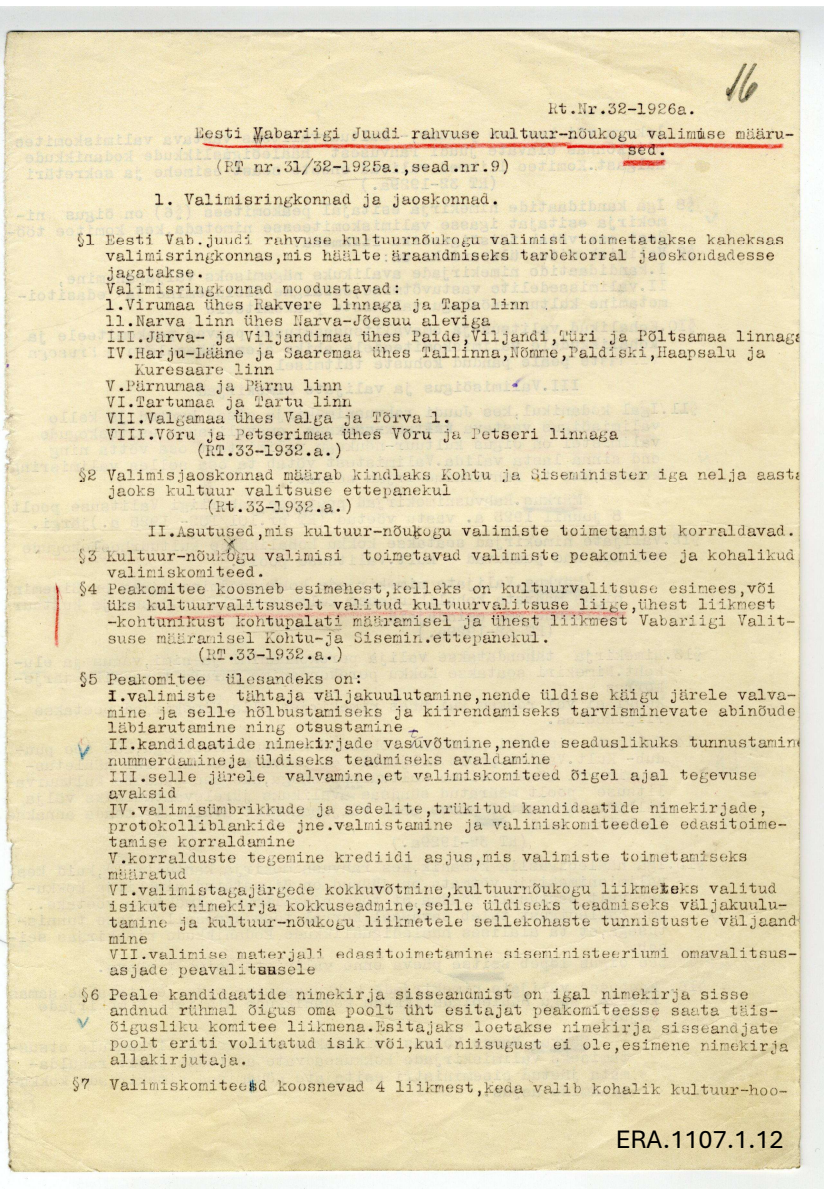 16
Rt.Nr.32-1926a.
Eesti Vabariigi Juudi rahvuse kultuur-nõukogu valimise määru-
sed.
(RT nr.31/32-1925a.,sead.nr.9)
1. Valimisringkonnad ja jaoskonnad.
§1 Eesti Vab.juudi rahvuse kultuurnõukogu valimisi toimetatakse kaheksas
valimisringkonnas,mis häälte äraandmiseks tarbekorral jaoskondadesse
jagatakse.
Valimisringkonnad moodustavad:
1.Virumaa ühes Rakvere linnaga ja Tapa linn
11.Narva linn ühes Narva-Jõesuu aleviga
III.Järva- ja Viljandimaa ühes Paide,Viljandi,Türi ja Põltsamaa linnaga
IV.Harju-Lääne ja Saaremaa ühes Tallinna,Nõmme,Paldiski,Haapsalu ja
Kuresaare linn
V.Pärnumaa ja Pärnu linn
VI.Tartumaa ja Tartu linn
VII.Valgamaa ühes Valga ja Tõrva l.
VIII.Võru ja Petserimaa ühes Võru ja Petseri linnaga
(RT.33-1932.a.)
§2 Valimisjaoskonnad määrab kindlaks Kohtu ja Siseminister iga nelja aasta
jaoks kultuur valitsuse ettepanekul
(Rt.33-1932.a.)
II.Asutused,mis kultuur-nõukogu valimiste toimetamist korraldavad.
§3 Kultuur-nõukogu valimisi toimetavad valimiste peakomitee ja kohalikud
valimiskomiteed.
§4 Peakomitee koosneb esimehest,kelleks on kultuurvalitsuse esimees,või
üks kultuurvalitsuselt valitud kultuurvalitsuse liige,ühest liikmest
-kohtunikust kohtupalati määramisel ja ühest liikmest Vabariigi Valit-
suse määramisel Kohtu-ja Sisemin.ettepanekul.
(RT.33-1932.a.)
§5 Peakomitee ülesandeks on:
I.valimiste tähtaja väljakuulutamine,nende üldise käigu järele valva-
mine ja selle hõlbustamiseks ja kiirendamiseks tarvisminevate abinõude
läbiarutamine ning otsustamine
II.kandidaatide nimekirjade vasuvõtmine,nende seaduslikuks tunnustamine
nummerdamineja üldiseks teadmiseks avaldamine
III.selle järele valvamine,et valimiskomiteed õigel ajal tegevuse
avaksid
IV.valimisümbrikkude ja sedelite,trükitud kandidaatide nimekirjade,
protokolliblankide jne.valmistamine ja valimiskomiteedele edasitoime-
tamise korraldamine
V.korralduste tegemine krediidi asjus,mis valimiste toimetamiseks
määratud
VI.valimistagajärgede kokkuvõtmine,kultuurnõukogu liikmeteks valitud
isikute nimekirja kokkuseadmine,selle üldiseks teadmiseks väljakuulu-
tamine ja kultuur-nõukogu liikmetele sellekohaste tunnistuste väljaand
mine
VII.valimise materjali edasitoimetamine siseministeeriumi omavalitsus-
asjade peavalitsusele
§6 Peale kandidaatide nimekirja sisseandmist on igal nimekirja sisse
andnud rühmal õigus oma poolt üht esitajat peakomiteesse saata täis-
õigusliku komitee liikmena.Esitajaks loetakse nimekirja sisseandjate
poolt eriti volitatud isik või,kui niisugust ei ole,esimene nimekirja
allakirjutaja.
§7 Valimiskomiteed koosnevad 4 liikmest,keda valib kohalik kultuur-hoo-
ERA.1107.1.12